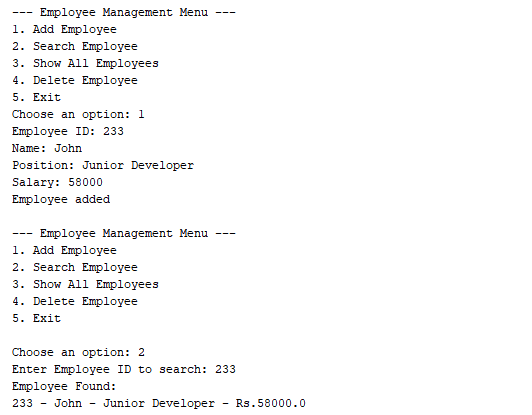 --- Employee Management Menu ---
1. Add Employee
2. Search Employee
3. Show All Employees
4. Delete Employee
5. Exit
Choose an option: 1
Employee ID: 233
Name: John
Position: Junior Developer
Salary: 58000
Employee added
--- Employee Management Menu ---
1. Add Employee
2. Search Employee
3. Show All Employees
4. Delete Employee
5. Exit
Choose an option: 2
Enter Employee ID to search: 233
Employee Found:
233 - John - Junior Developer - Rs.58000.0